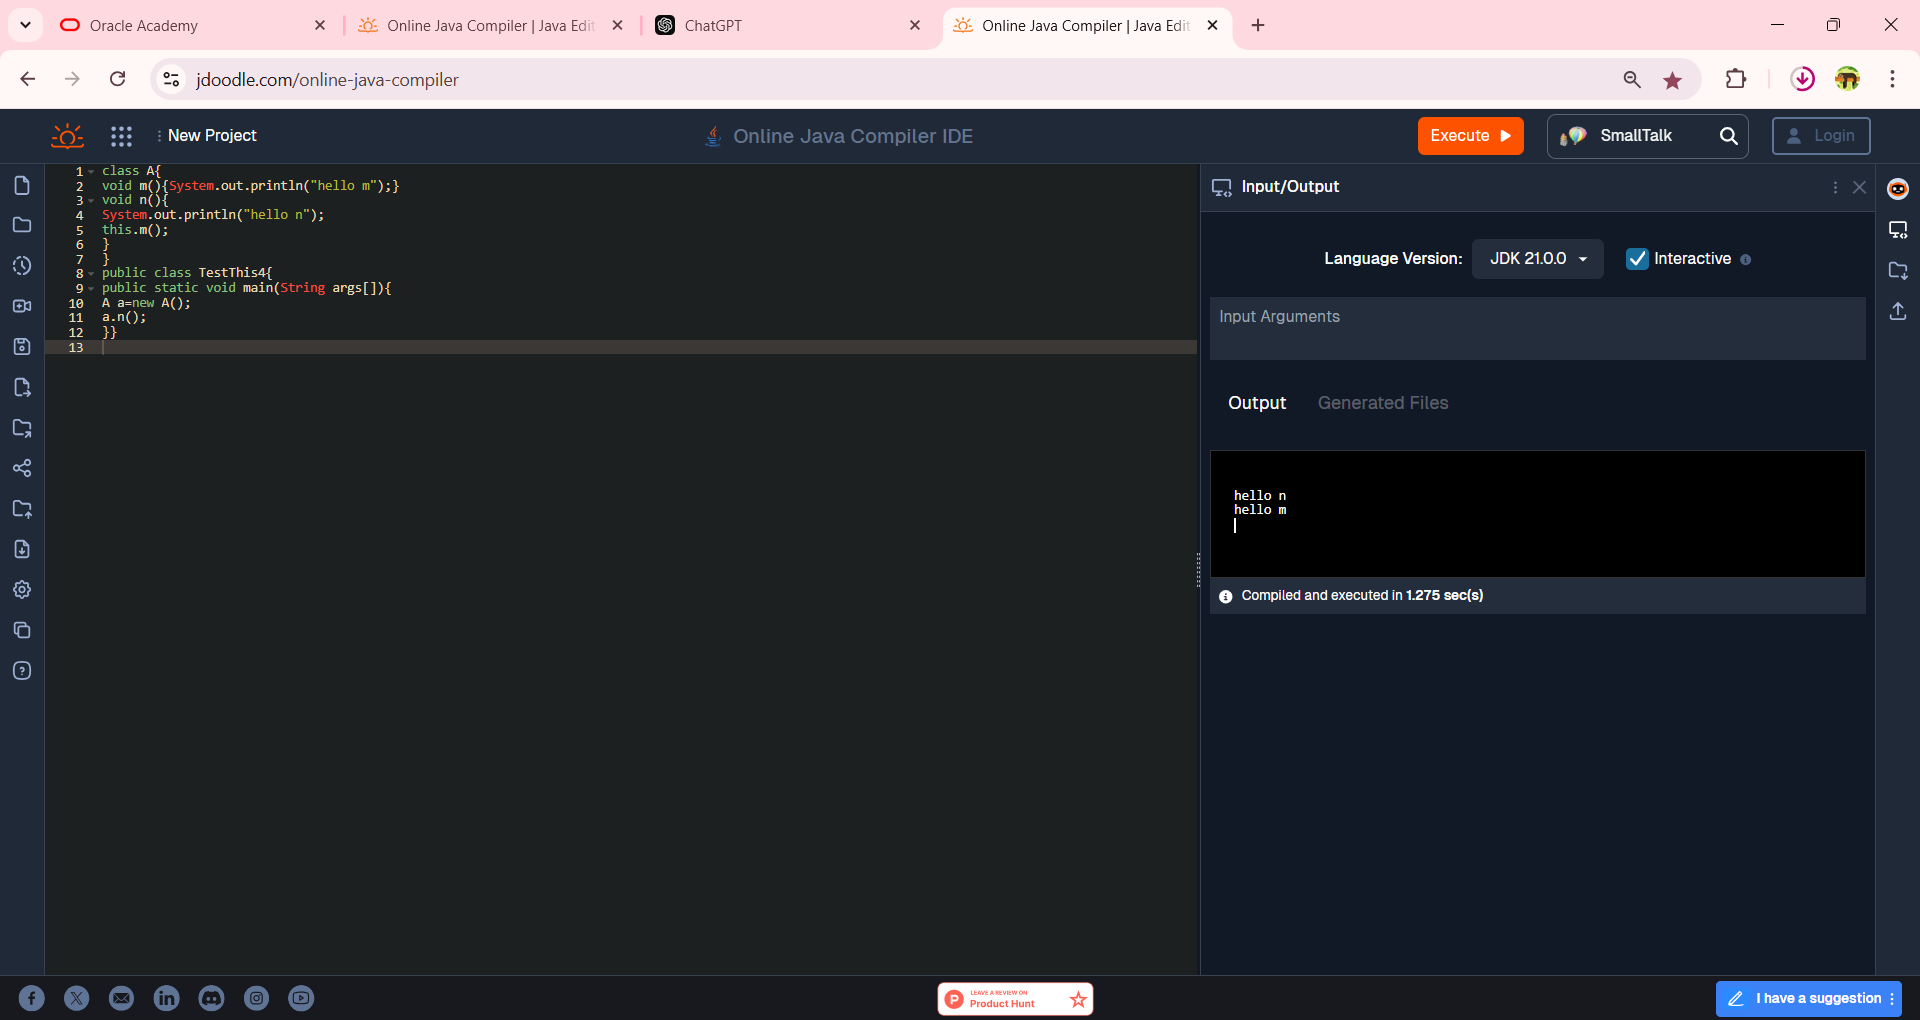 Oracle Academy
Online Java Compiler | Java Edit
ChatGPT
Online Java Compiler | Java Edit
jdoodle.com/online-java-compiler
New Project
Online Java Compiler IDE
Execute
SmallTalk
Login
1 class A{
2 void m(){System.out.println("hello m");}
3 void n(){
4 System.out.println("hello n");
5 this.m();
6 }
7 }
8 public class TestThis4{
9 public static void main(String args[]){
10 A a=new A();
11 a.n();
12 }}
13
Input/Output
Language Version:
JDK 21.0.0
Interactive
Input Arguments
Output
Generated Files
hello n
hello m
Compiled and executed in 1.275 sec(s)
LEAVE A REVIEW ON
Product Hunt
I have a suggestion